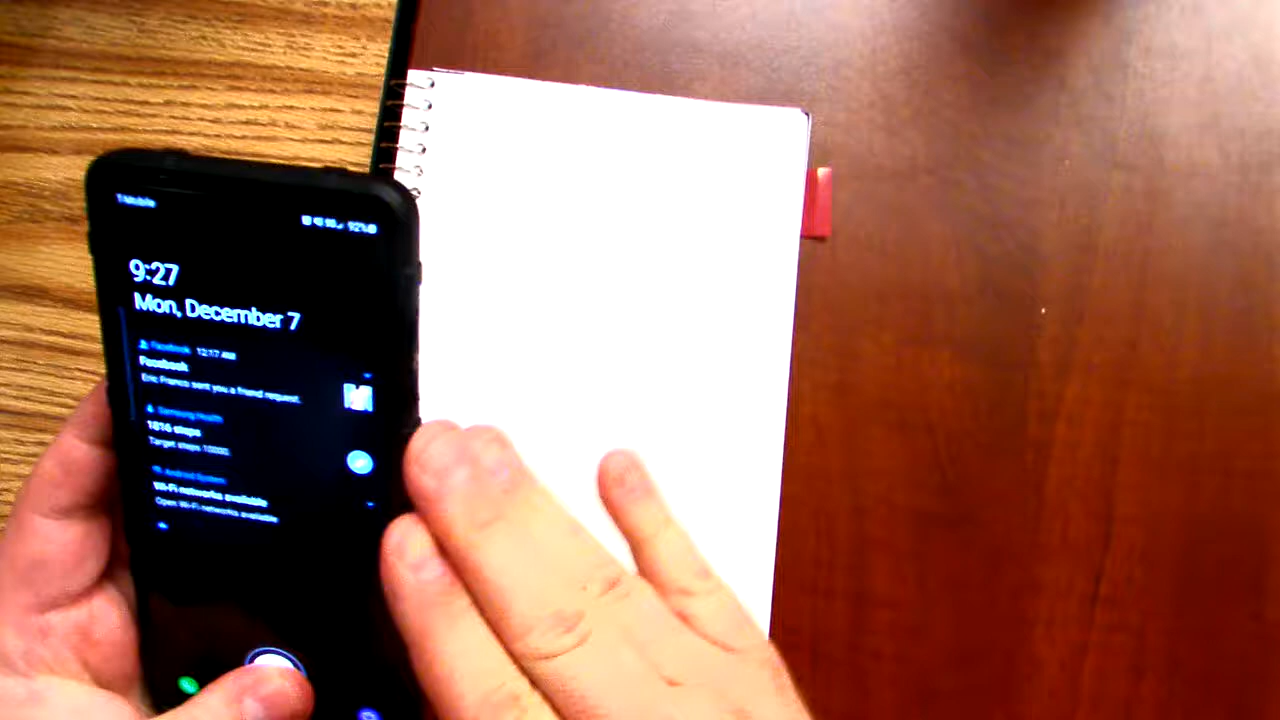 T-Mobile
92%
9:27
Mon, December 7
Facebook 12:17 AM
Facebook
Eric Franco sent you a friend request.
Samsung Health
1816 steps
Target steps 10000
Android System
Wi-Fi networks available
Open Wi-Fi networks available